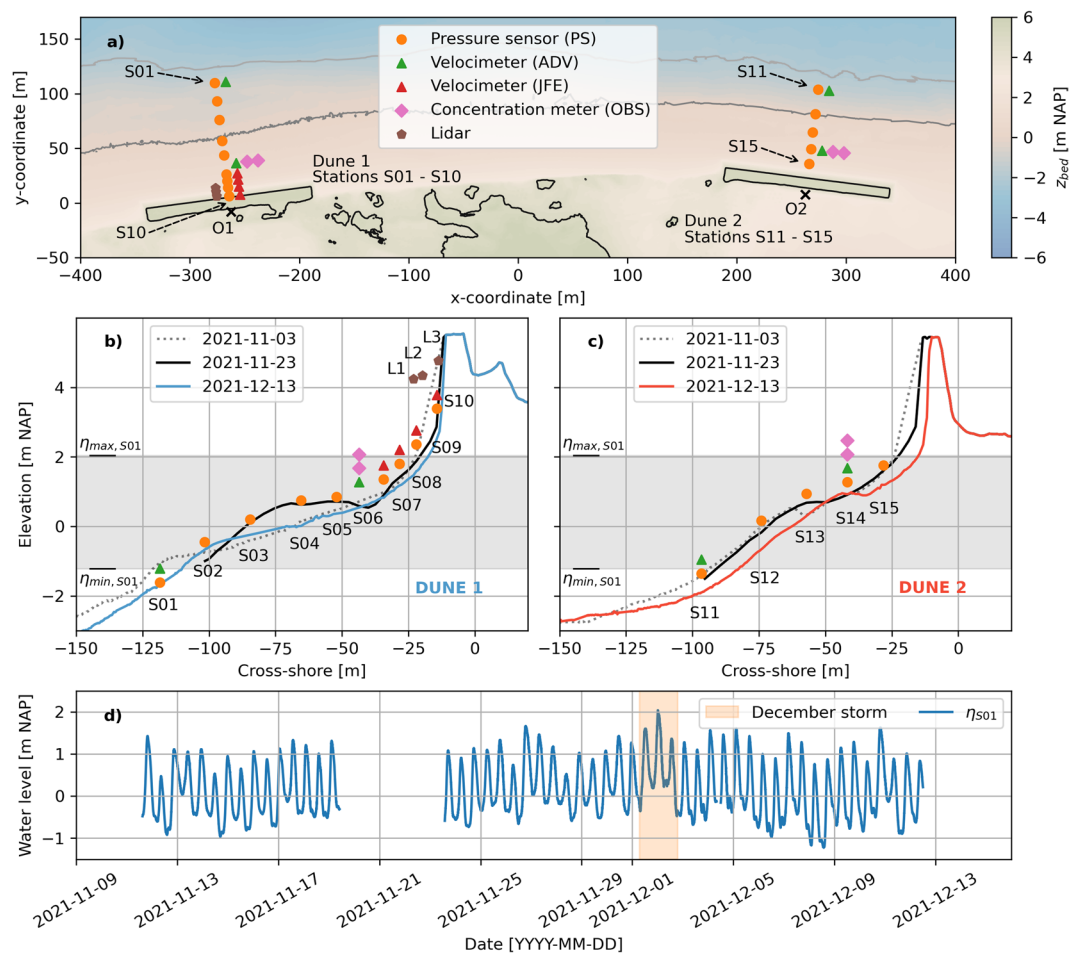 a)
Pressure sensor (PS)
Velocimeter (ADV)
Velocimeter (JFE)
Concentration meter (OBS)
Lidar
S01
S10
O1
Dune 1
Stations S01 - S10
S11
S15
O2
Dune 2
Stations S11 - S15
150
100
50
0
−50
y-coordinate [m]
−400
−300
−200
−100
0
100
200
300
400
x-coordinate [m]
6
4
2
0
−2
−4
−6
z_bed [m NAP]
b)
2021-11-03
2021-11-23
2021-12-13
L1
L2
L3
S10
S09
S08
S07
S06
S05
S04
S03
S02
S01
η_max, S01
η_min, S01
DUNE 1
4
2
0
−2
Elevation [m NAP]
−150
−125
−100
−75
−50
−25
0
Cross-shore [m]
c)
2021-11-03
2021-11-23
2021-12-13
η_max, S01
η_min, S01
S15
S14
S13
S12
S11
DUNE 2
−150
−125
−100
−75
−50
−25
0
Cross-shore [m]
d)
December storm
η_S01
2
1
0
−1
Water level [m NAP]
2021-11-09
2021-11-13
2021-11-17
2021-11-21
2021-11-25
2021-11-29
2021-12-01
2021-12-05
2021-12-09
2021-12-13
Date [YYYY-MM-DD]